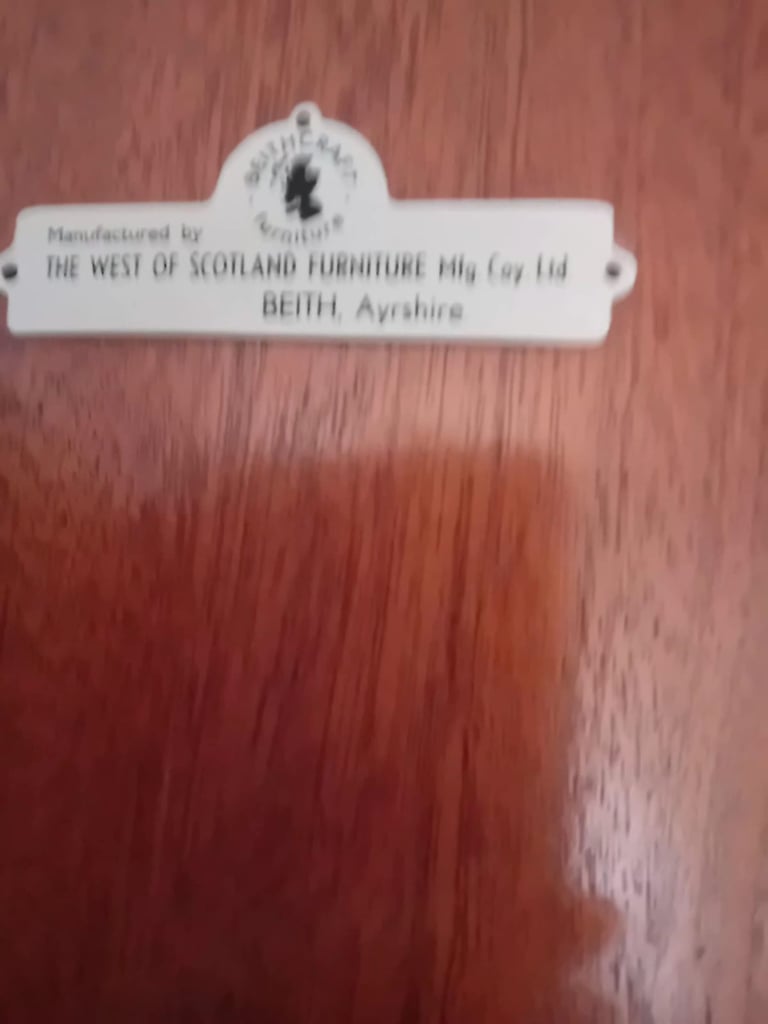 BEITHCRAFT
Furniture
Manufactured by
THE WEST OF SCOTLAND FURNITURE Mfg Coy Ltd
BEITH, Ayrshire